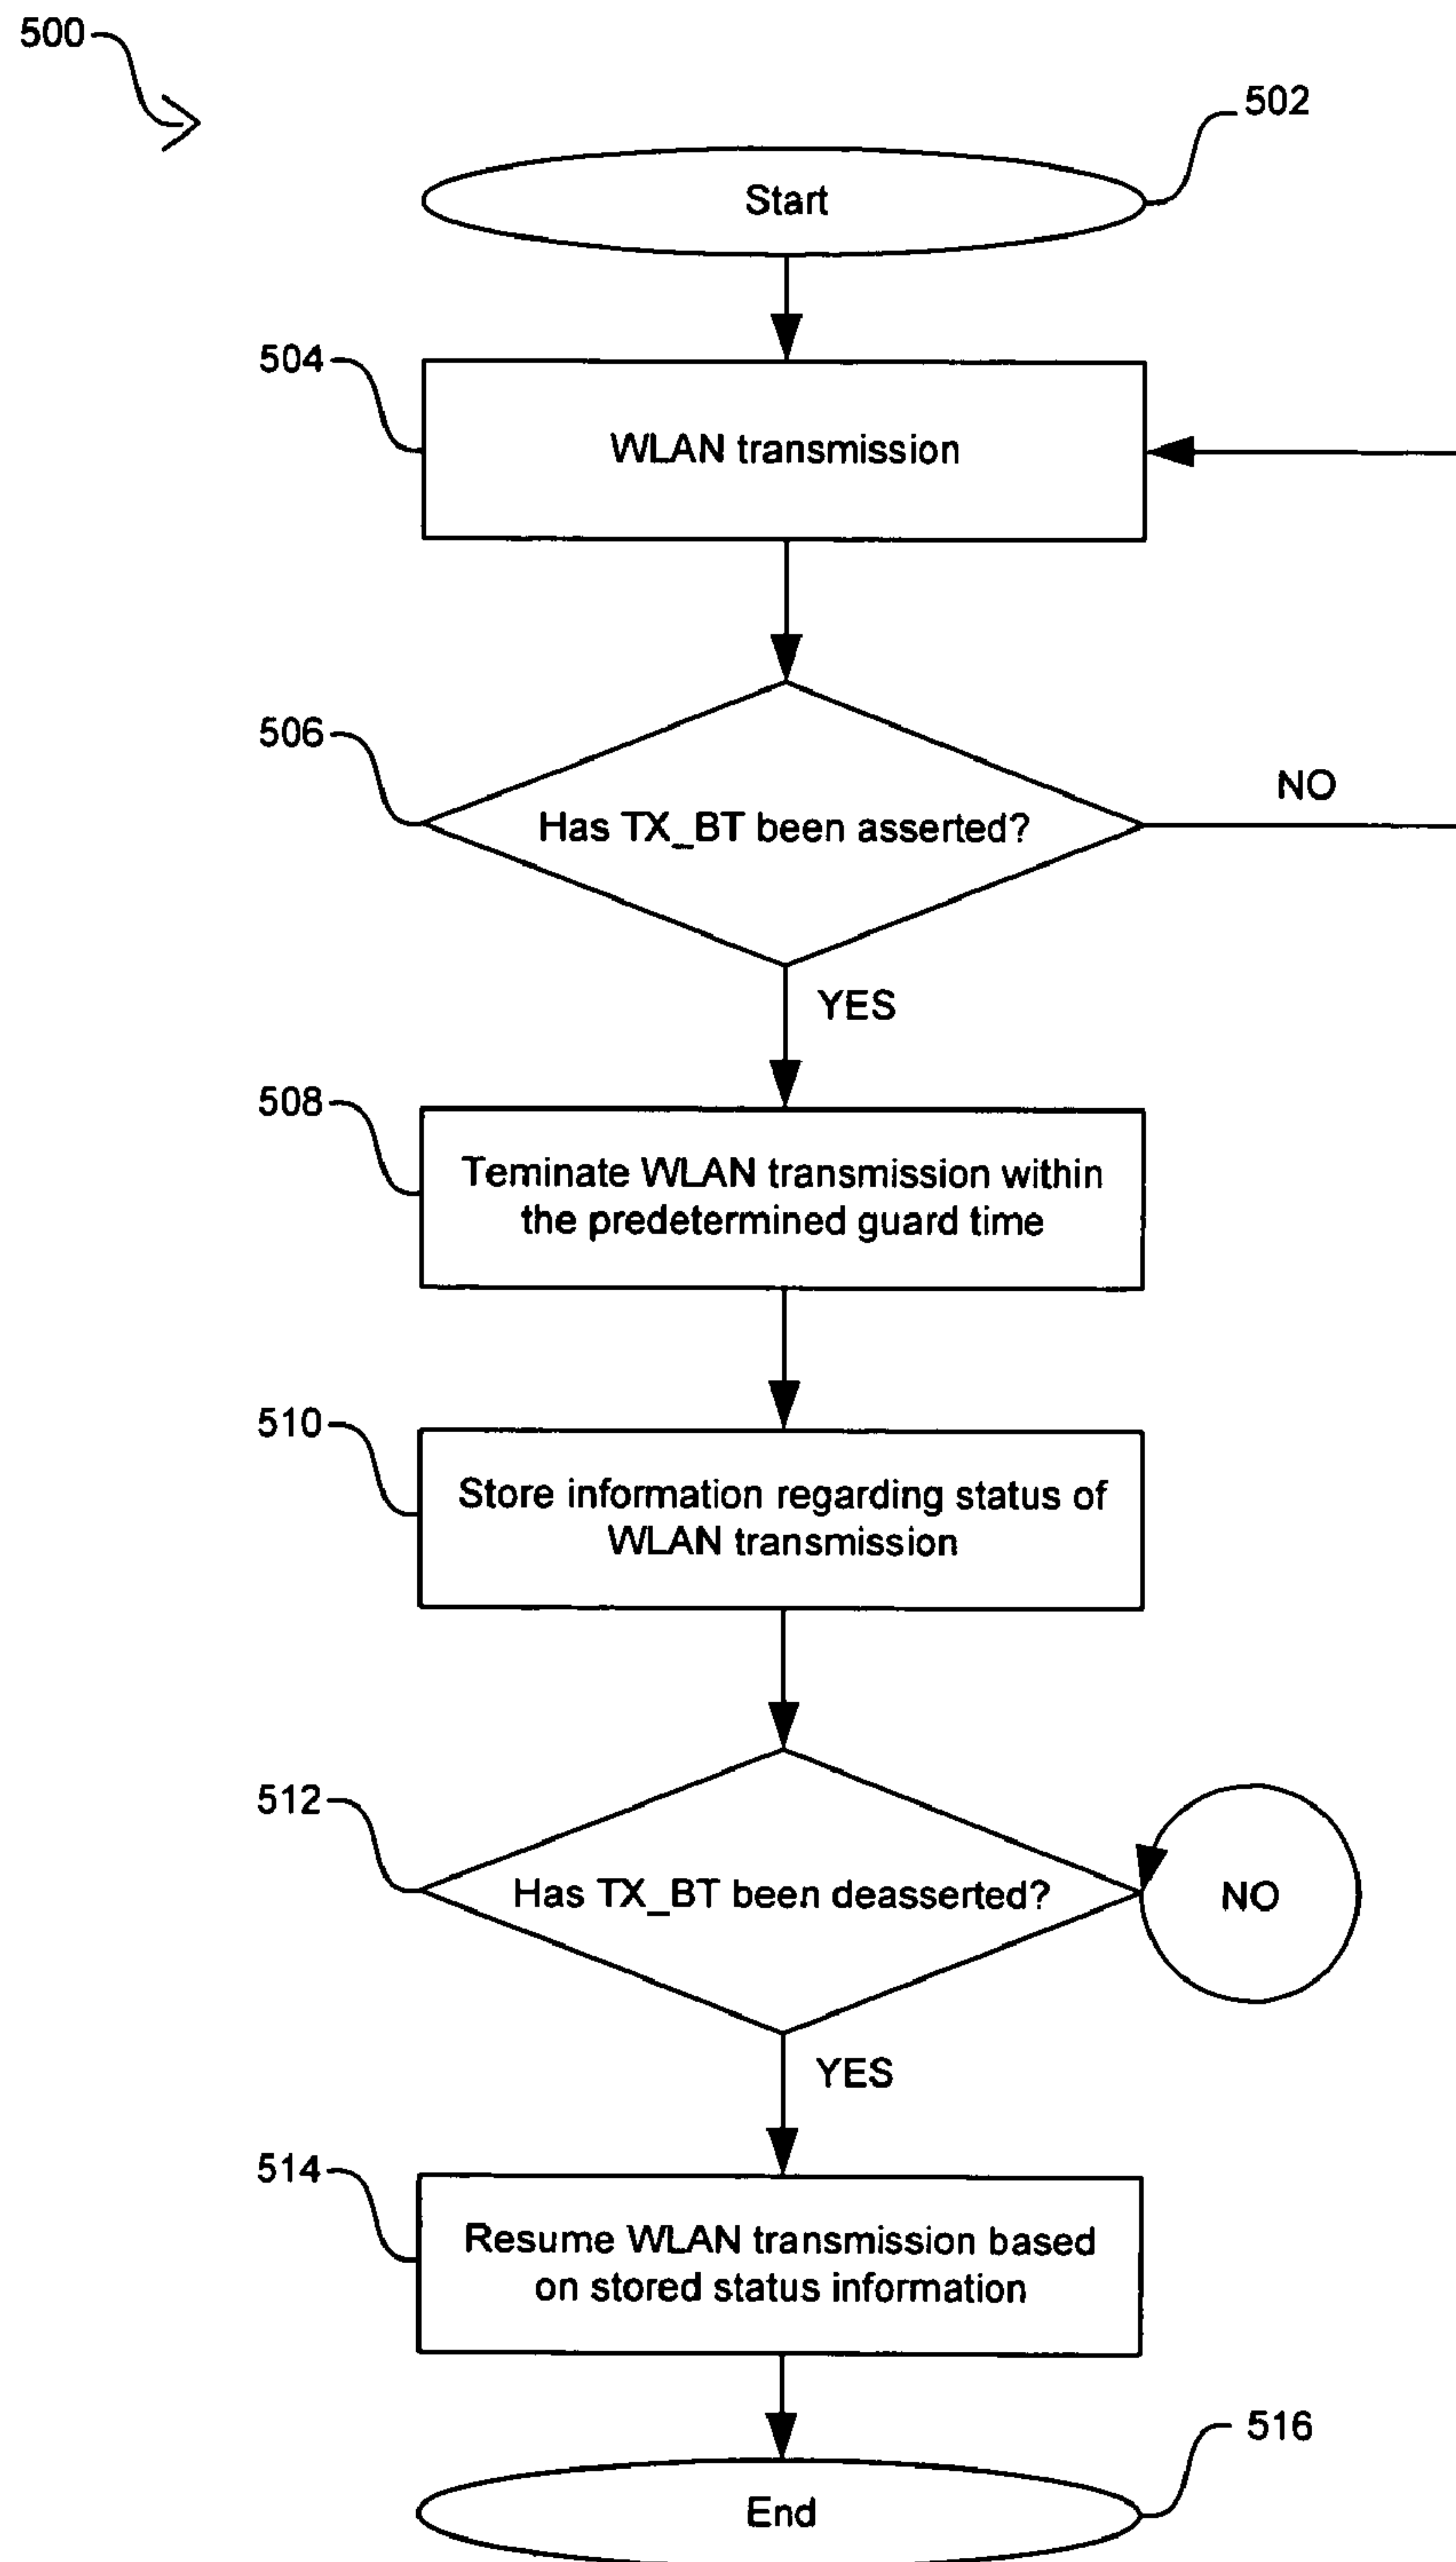 500
502
Start
504
WLAN transmission
506
Has TX_BT been asserted?
NO
YES
508
Teminate WLAN transmission within
the predetermined guard time
510
Store information regarding status of
WLAN transmission
512
Has TX_BT been deasserted?
NO
YES
514
Resume WLAN transmission based
on stored status information
516
End